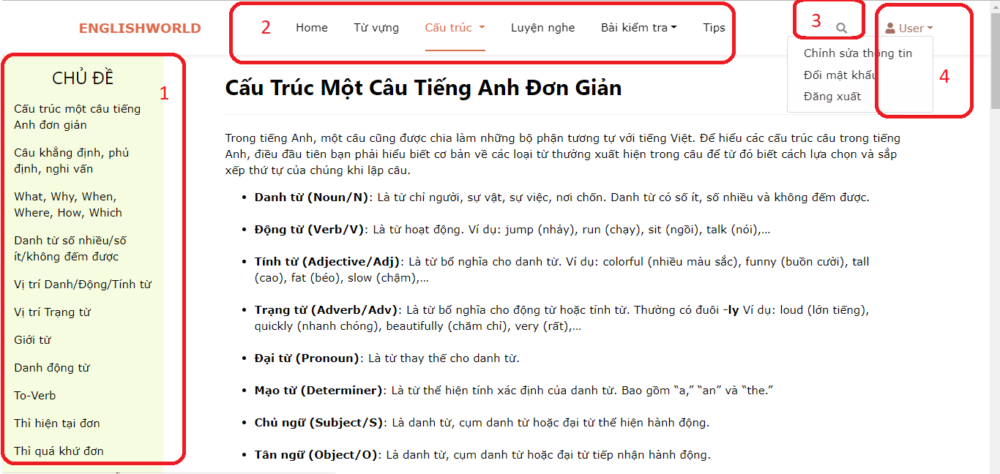 ENGLISHWORLD
2
Home
Từ vựng
Cấu trúc
Luyện nghe
Bài kiểm tra
Tips
3
User
Chỉnh sửa thông tin
Đổi mật khẩu
Đăng xuất
4
1
CHỦ ĐỀ
Cấu trúc một câu tiếng
Anh đơn giản
Câu khẳng định, phủ
định, nghi vấn
What, Why, When,
Where, How, Which
Danh từ số nhiều/số
ít/không đếm được
Vị trí Danh/Động/Tính từ
Vị trí Trạng từ
Giới từ
Danh động từ
To-Verb
Thì hiện tại đơn
Thì quá khứ đơn
Cấu Trúc Một Câu Tiếng Anh Đơn Giản
Trong tiếng Anh, một câu cũng được chia làm những bộ phận tương tự với tiếng Việt. Để hiểu các cấu trúc câu trong tiếng
Anh, điều đầu tiên bạn phải hiểu biết cơ bản về các loại từ thường xuất hiện trong câu để từ đó biết cách lựa chọn và sắp
xếp thứ tự của chúng khi lập câu.
• Danh từ (Noun/N): Là từ chỉ người, sự vật, sự việc, nơi chốn. Danh từ có số ít, số nhiều và không đếm được.
• Động từ (Verb/V): Là từ hoạt động. Ví dụ: jump (nhảy), run (chạy), sit (ngồi), talk (nói),...
• Tính từ (Adjective/Adj): Là từ bổ nghĩa cho danh từ. Ví dụ: colorful (nhiều màu sắc), funny (buồn cười), tall
(cao), fat (béo), slow (chậm),...
• Trạng từ (Adverb/Adv): Là từ bổ nghĩa cho động từ hoặc tính từ. Thường có đuôi -ly Ví dụ: loud (lớn tiếng),
quickly (nhanh chóng), beautifully (chăm chỉ), very (rất),...
• Đại từ (Pronoun): Là từ thay thế cho danh từ.
• Mạo từ (Determiner): Là từ thể hiện tính xác định của danh từ. Bao gồm “a,” “an” và “the.”
• Chủ ngữ (Subject/S): Là danh từ, cụm danh từ hoặc đại từ thể hiện hành động.
• Tân ngữ (Object/O): Là danh từ, cụm danh từ hoặc đại từ tiếp nhận hành động.